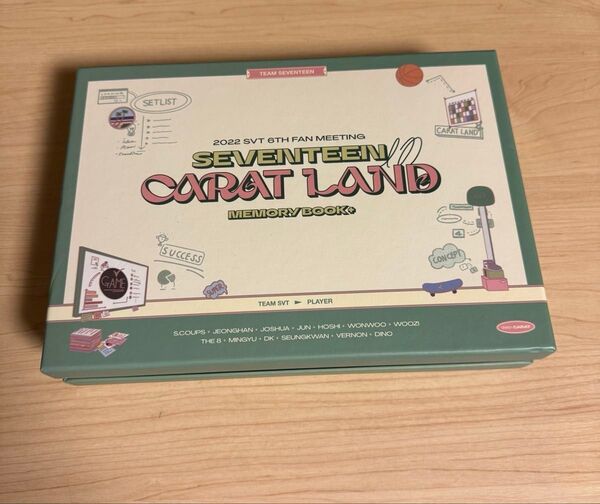 TEAM SEVENTEEN
SETLIST
CARAT LAND
2022 SVT 6TH FAN MEETING
SEVENTEEN in
CARAT LAND
MEMORY BOOK+
SUCCESS
GAME
CONCEPT
TEAM SVT ► PLAYER
S.COUPS • JEONGHAN • JOSHUA • JUN • HOSHI • WONWOO • WOOZI
THE 8 • MINGYU • DK • SEUNGKWAN • VERNON • DINO